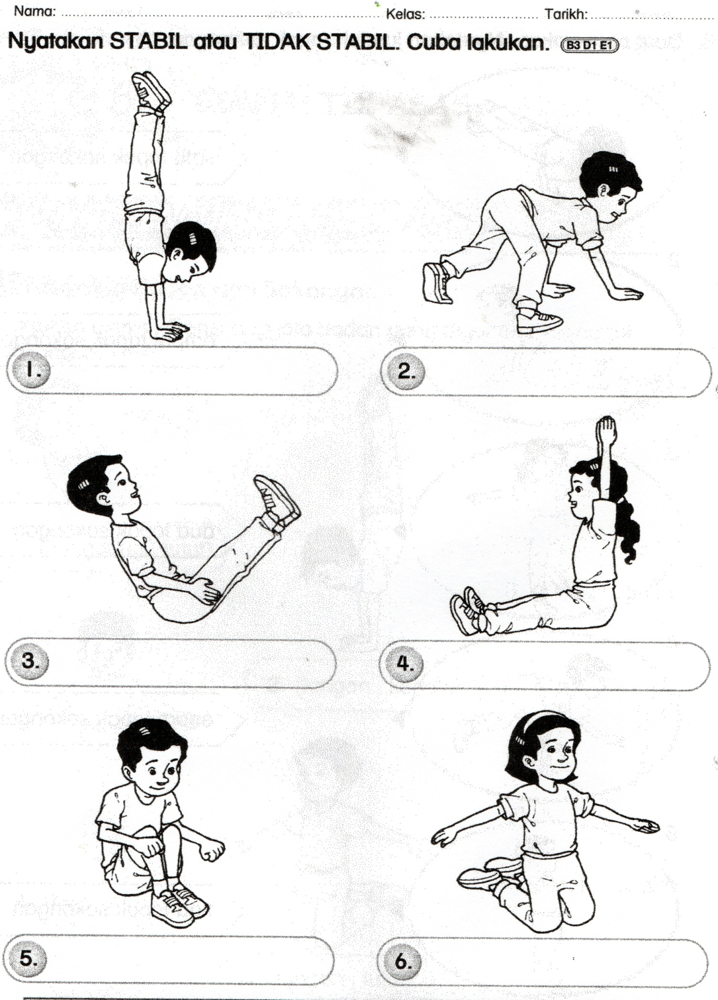 Nama: Kelas: Tarikh:
Nyatakan STABIL atau TIDAK STABIL. Cuba lakukan. B3 D1 E1
1. 2.
3. 4.
5. 6.